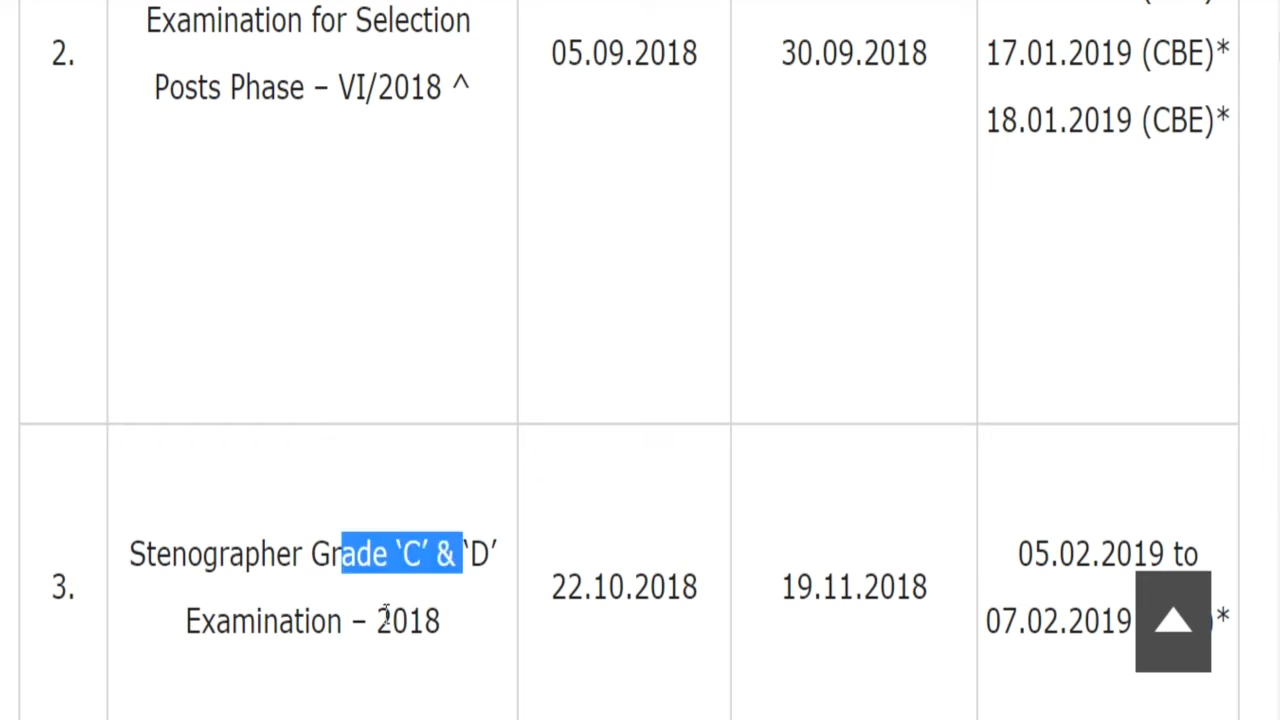 2.
Examination for Selection
Posts Phase – VI/2018 ^
05.09.2018
30.09.2018
17.01.2019 (CBE)*
18.01.2019 (CBE)*
3.
Stenographer Grade ‘C’ & ‘D’
Examination – 2018
22.10.2018
19.11.2018
05.02.2019 to
07.02.2019